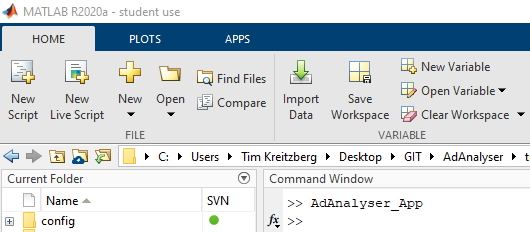 MATLAB R2020a - student use
HOME PLOTS APPS
New Script
New Live Script
New
Open
Find Files
Compare
Import Data
Save Workspace
New Variable
Open Variable
Clear Workspace
FILE VARIABLE
C: Users Tim Kreitzberg Desktop GIT AdAnalyser
Current Folder Command Window
Name SVN
config
>> AdAnalyser_App
fx >>